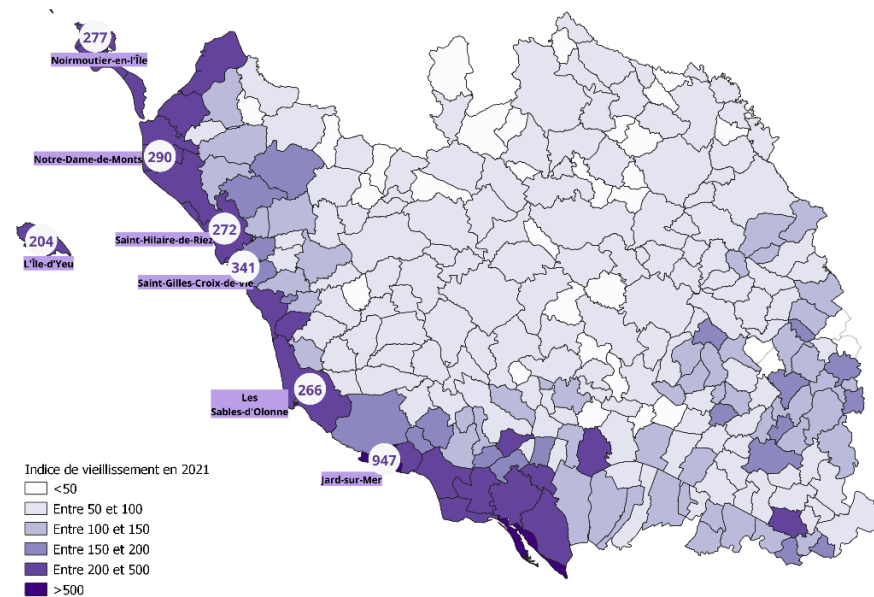 277
Noirmoutier-en-l'Île
Notre-Dame-de-Monts
290
204
L'Île-d'Yeu
272
Saint-Hilaire-de-Riez
341
Saint-Gilles-Croix-de-Vie
266
Les
Sables-d'Olonne
947
Jard-sur-Mer
Indice de vieillissement en 2021
<50
Entre 50 et 100
Entre 100 et 150
Entre 150 et 200
Entre 200 et 500
>500